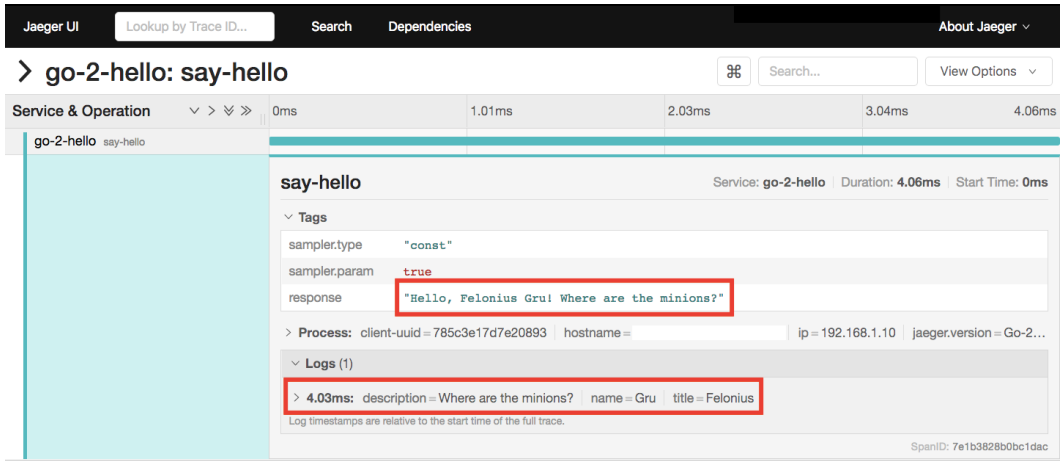 Jaeger UI Lookup by Trace ID... Search Dependencies About Jaeger
go-2-hello: say-hello ⌘ Search... View Options
Service & Operation 0ms 1.01ms 2.03ms 3.04ms 4.06ms
go-2-hello say-hello
say-hello Service: go-2-hello Duration: 4.06ms Start Time: 0ms
Tags
sampler.type "const"
sampler.param true
response "Hello, Felonius Gru! Where are the minions?"
Process: client-uuid = 785c3e17d7e20893 hostname = ip = 192.168.1.10 jaeger.version = Go-2...
Logs (1)
4.03ms: description = Where are the minions? name = Gru title = Felonius
Log timestamps are relative to the start time of the full trace.
SpanID: 7e1b3828b0bc1dac